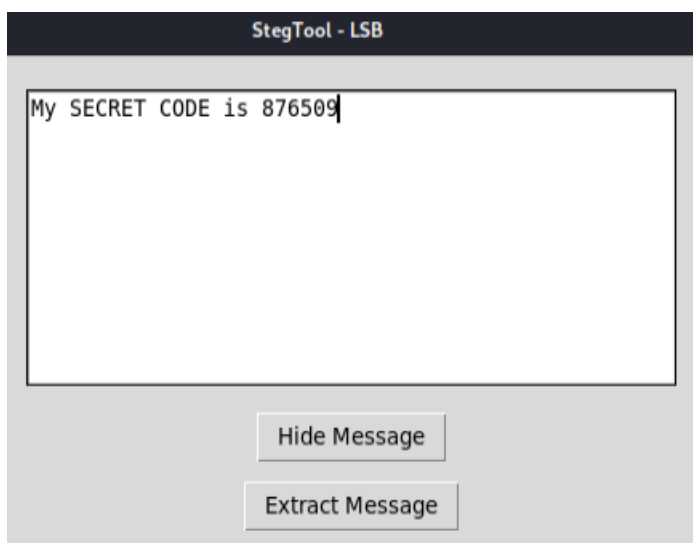 StegTool - LSB
My SECRET CODE is 876509
Hide Message
Extract Message